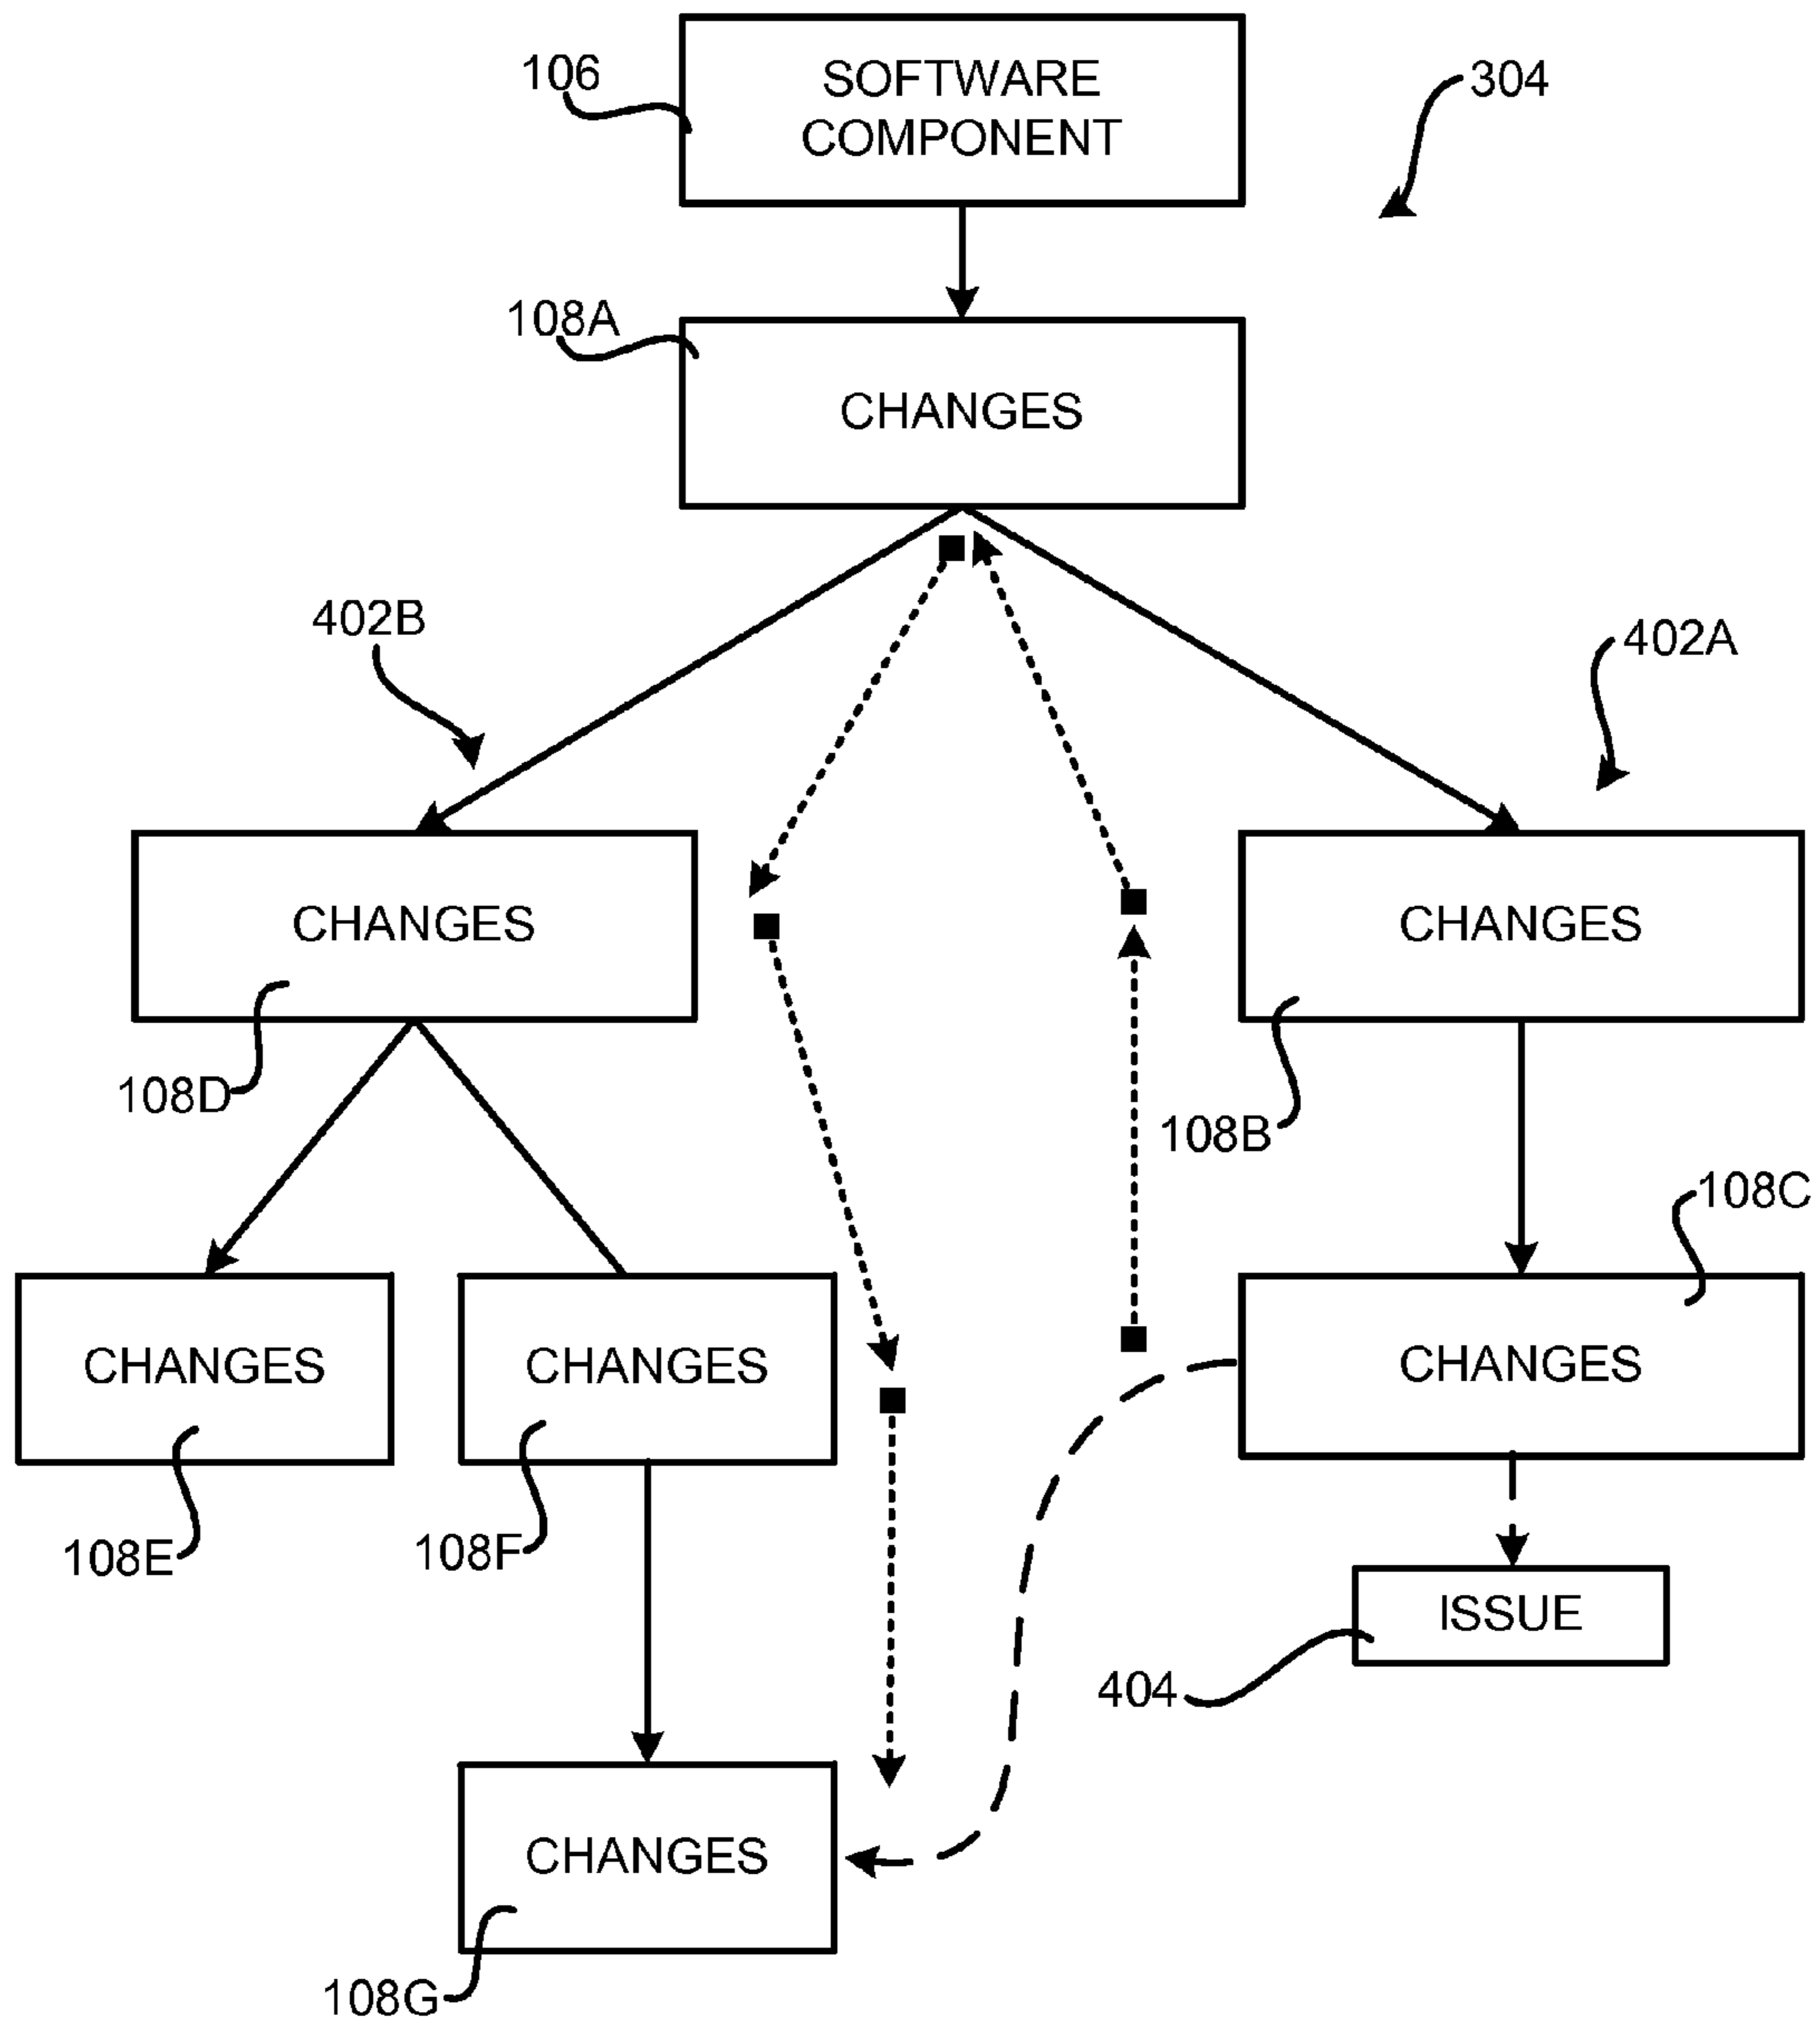 106
SOFTWARE
COMPONENT
304
108A
CHANGES
402B
402A
CHANGES
CHANGES
108D
108B
108C
CHANGES
CHANGES
CHANGES
108E
108F
ISSUE
404
CHANGES
108G